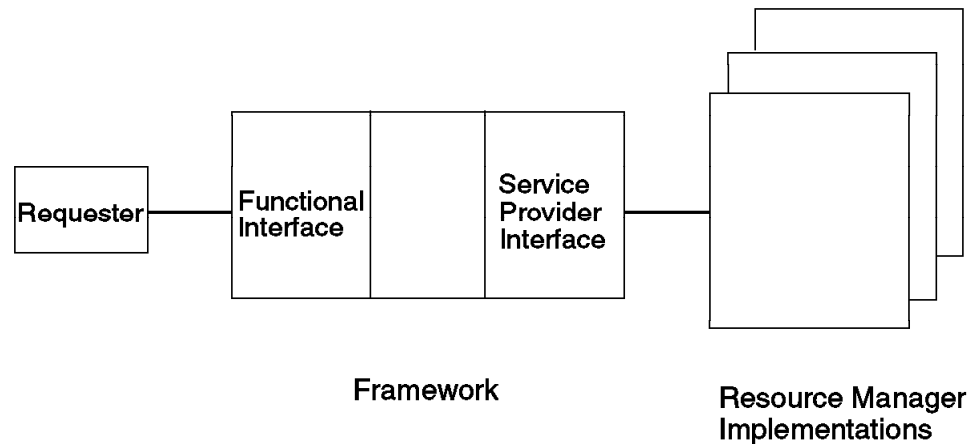 Requester
Functional
Interface
Service
Provider
Interface
Framework
Resource Manager
Implementations